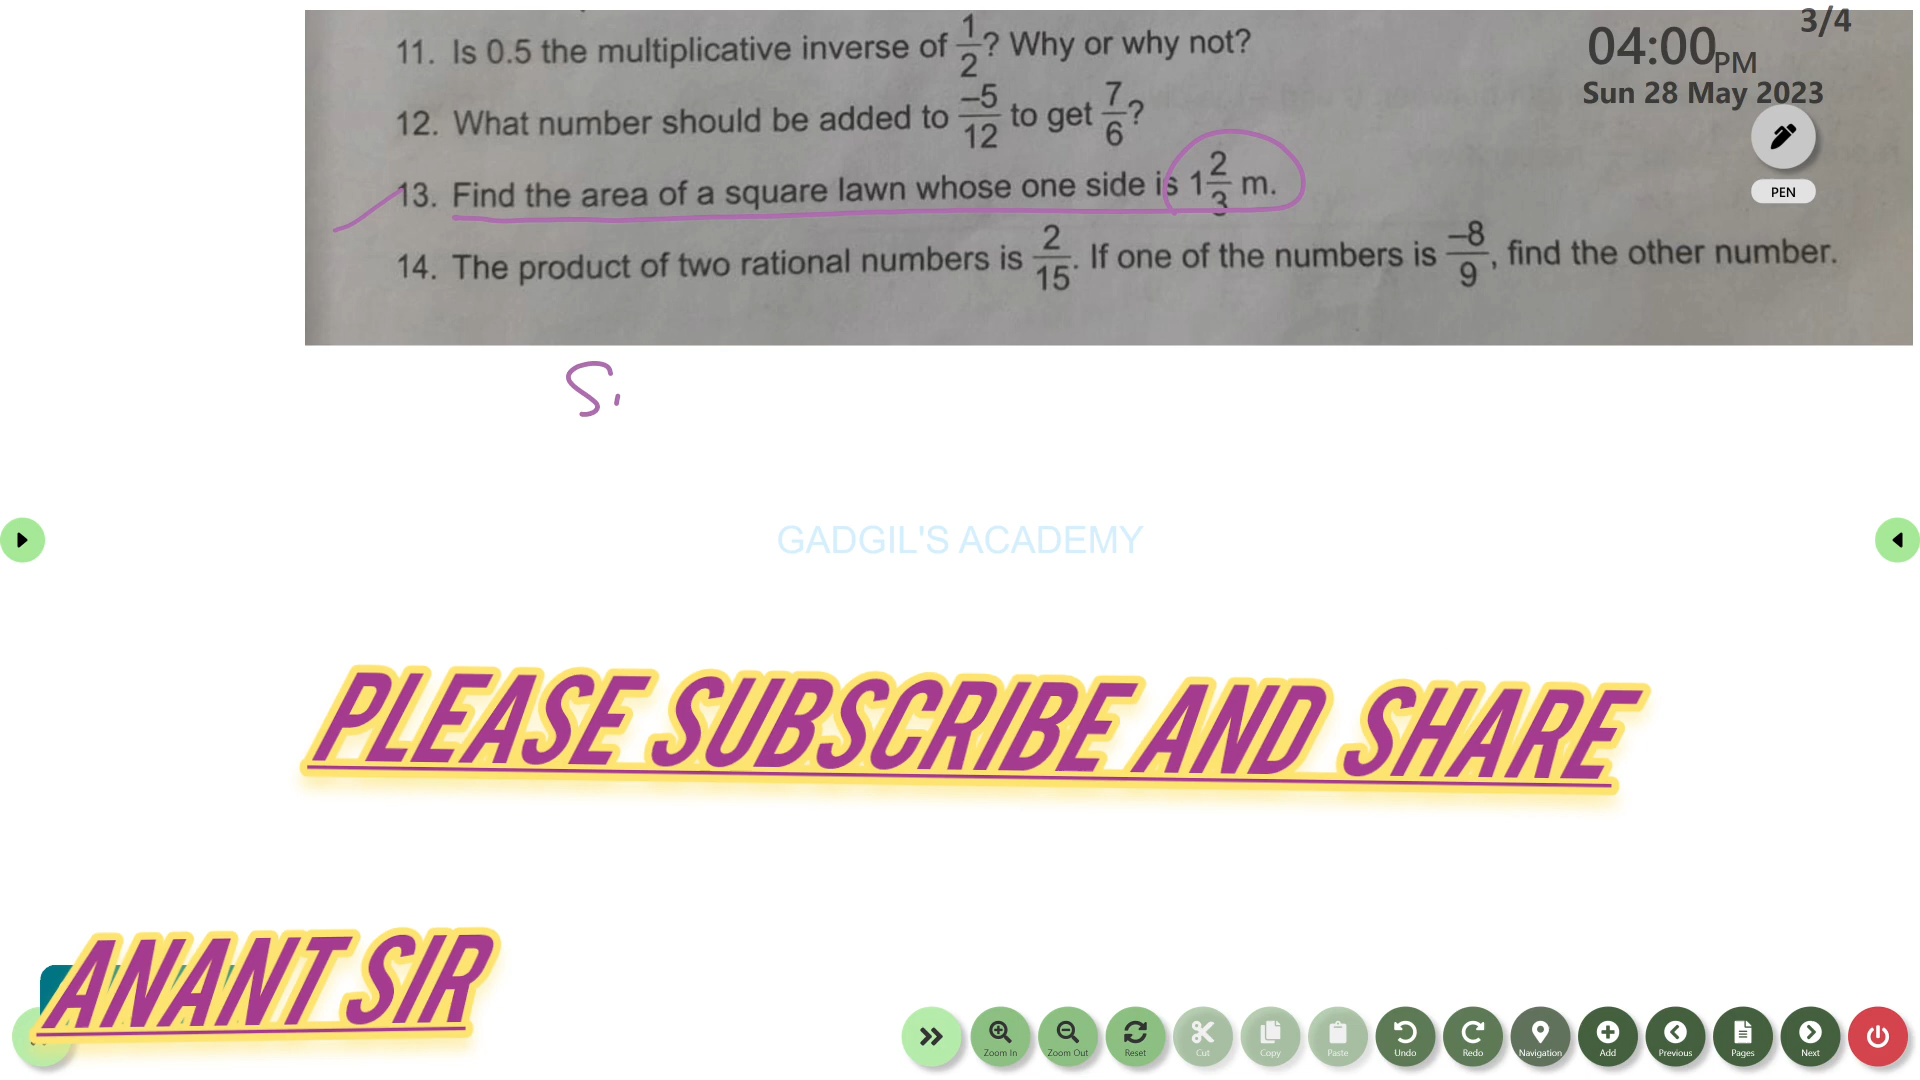 3/4
04:00 PM
Sun 28 May 2023
PEN
11. Is 0.5 the multiplicative inverse of 1/2? Why or why not?
12. What number should be added to –5/12 to get 7/6?
13. Find the area of a square lawn whose one side is 1 2/3 m.
14. The product of two rational numbers is 2/15. If one of the numbers is –8/9, find the other number.
S.
GADGIL'S ACADEMY
PLEASE SUBSCRIBE AND SHARE
ANANT SIR
Zoom In Zoom Out Reset Cut Copy Paste Undo Redo Navigation Add Previous Pages Next